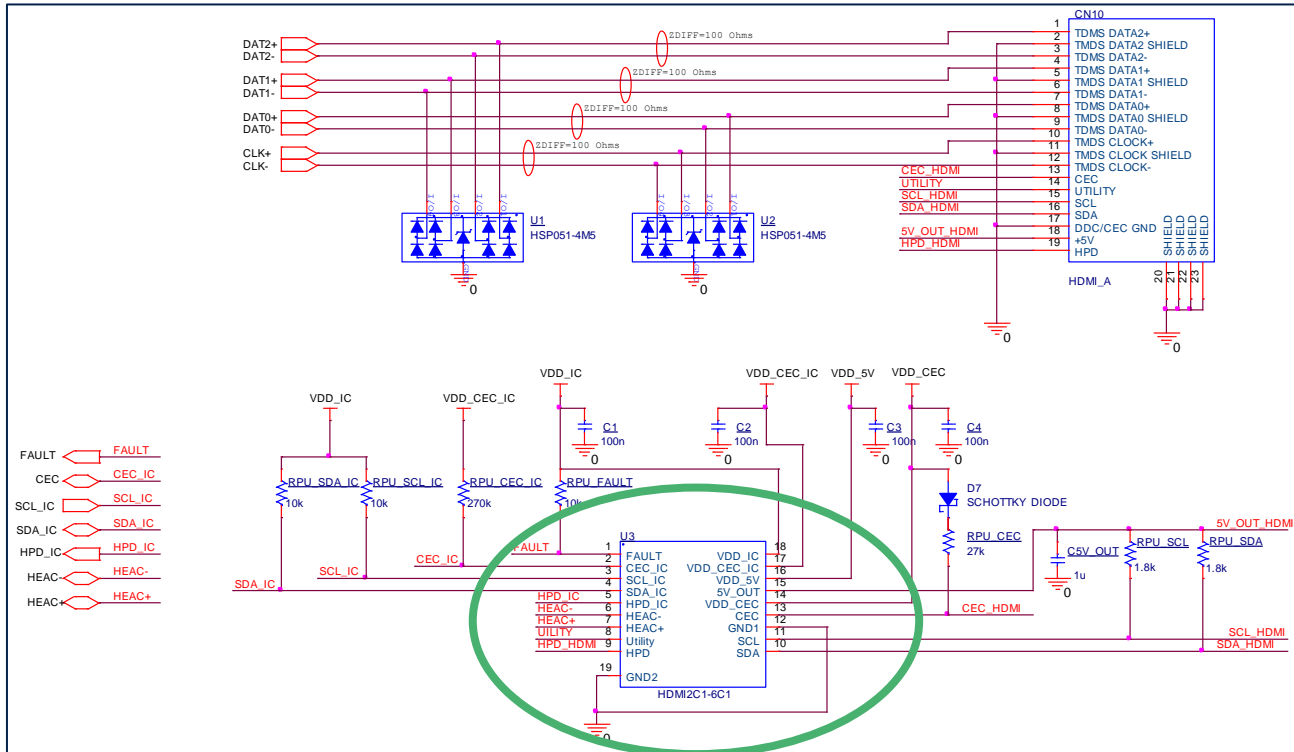 CN10
DAT2+
DAT2-
DAT1+
DAT1-
DAT0+
DAT0-
CLK+
CLK-
ZDIFF=100 Ohms
ZDIFF=100 Ohms
ZDIFF=100 Ohms
ZDIFF=100 Ohms
1 TDMS DATA2+
2 TMDS DATA2 SHIELD
3 TDMS DATA2-
4 TDMS DATA1+
5 TMDS DATA1 SHIELD
6 TDMS DATA1-
7 TDMS DATA0+
8 TMDS DATA0 SHIELD
9 TDMS DATA0-
10 TMDS CLOCK+
11 TMDS CLOCK SHIELD
12 TMDS CLOCK-
13 CEC
14 UTILITY
15 SCL
16 SDA
17 DDC/CEC GND
18 +5V
19 HPD
CEC_HDMI
UTILITY
SCL_HDMI
SDA_HDMI
5V_OUT_HDMI
HPD_HDMI
20 SHIELD
21 SHIELD
22 SHIELD
23 SHIELD
HDMI_A
0
0
U1
HSP051-4M5
0
U2
HSP051-4M5
0
VDD_IC
VDD_CEC_IC
VDD_IC
VDD_CEC_IC
VDD_5V
VDD_CEC
C1
100n
0
C2
100n
0
C3
100n
0
C4
100n
0
FAULT FAULT
CEC CEC_IC
SCL_IC SCL_IC
SDA_IC SDA_IC
HPD_IC HPD_IC
HEAC- HEAC-
HEAC+ HEAC+
RPU_SDA_IC
10k
RPU_SCL_IC
10k
RPU_CEC_IC
270k
RPU_FAULT
10k
D7
SCHOTTKY DIODE
RPU_CEC
27k
C5V_OUT
1u
0
RPU_SCL
1.8k
RPU_SDA
1.8k
5V_OUT_HDMI
FAULT
CEC_IC
SCL_IC
SDA_IC
HPD_IC
HEAC-
HEAC+
UILITY
HPD_HDMI
U3
1 FAULT
2 CEC_IC
3 SCL_IC
4 SDA_IC
5 HPD_IC
6 HEAC-
7 HEAC+
8 Utility
9 HPD
19 GND2
VDD_IC 18
VDD_CEC_IC 17
VDD_5V 16
5V_OUT 15
VDD_CEC 14
CEC 13
GND1 12
SCL 11
SDA 10
HDMI2C1-6C1
CEC_HDMI
SCL_HDMI
SDA_HDMI
0